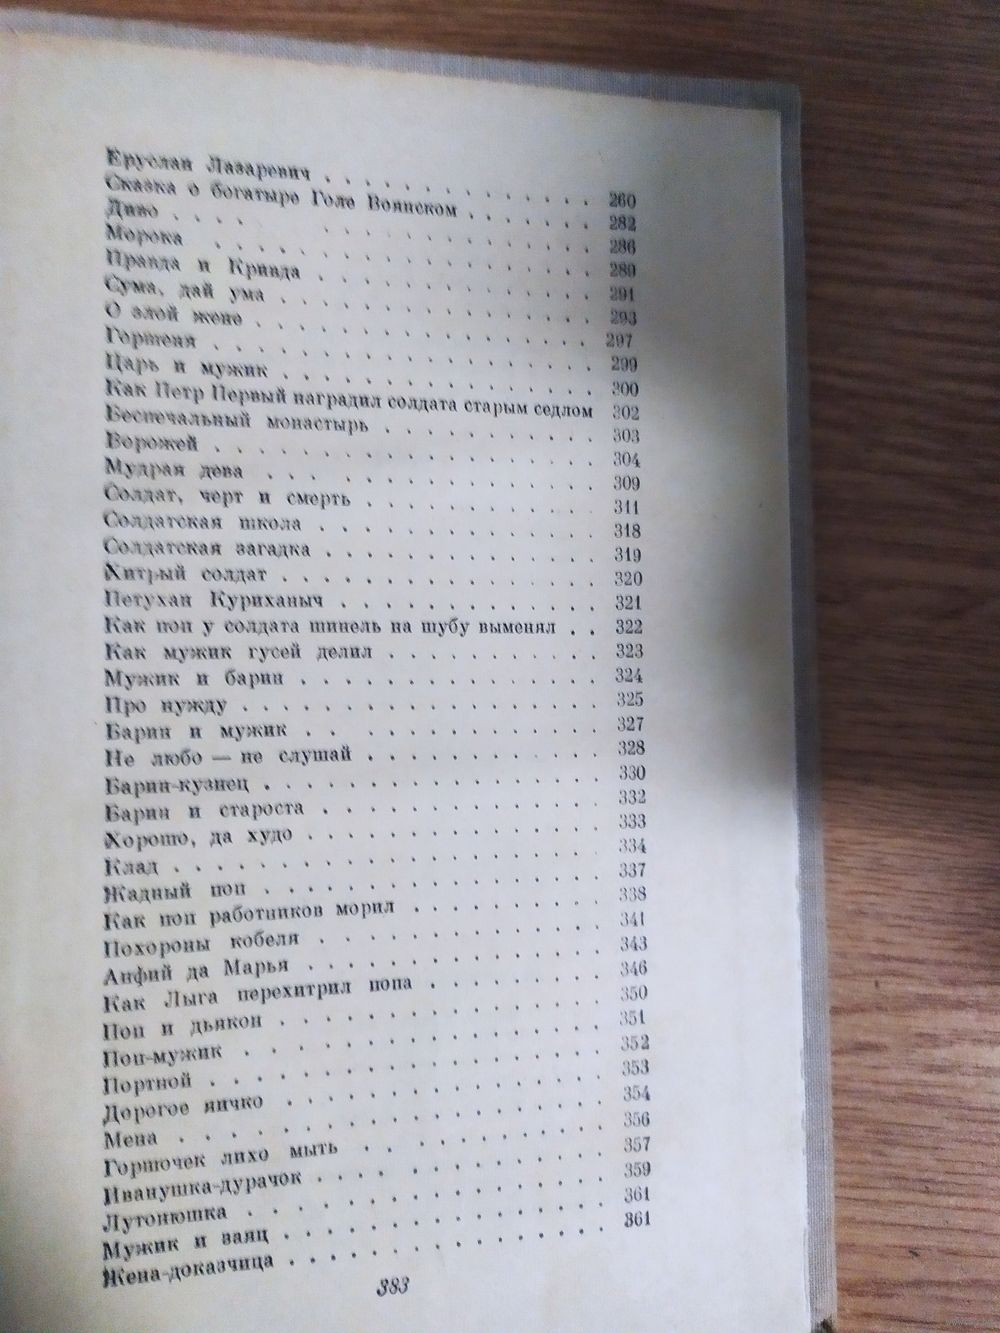 Еруслан Лазаревич . . . . . . . . . . . . . 260
Сказка о богатыре Голе Воянском . . . . . . . 282
Диво . . . . . . . . . . . . . . . . 286
Морока . . . . . . . . . . . . . . . 289
Правда и Кривда . . . . . . . . . . . . . 291
Сума, дай ума . . . . . . . . . . . . . . 293
О злой жене . . . . . . . . . . . . . . . 297
Горшеня . . . . . . . . . . . . . . . . 299
Царь и мужик . . . . . . . . . . . . . . 300
Как Петр Первый наградил солдата старым седлом 302
Беспечальный монастырь . . . . . . . . . . 303
Ворожей . . . . . . . . . . . . . . . . 304
Мудрая дева . . . . . . . . . . . . . . . 309
Солдат, черт и смерть . . . . . . . . . . . 311
Солдатская школа . . . . . . . . . . . . . 318
Солдатская загадка . . . . . . . . . . . . 319
Хитрый солдат . . . . . . . . . . . . . . 320
Петухан Куриханыч . . . . . . . . . . . . 321
Как поп у солдата шинель на шубу выменял . . 322
Как мужик гусей делил . . . . . . . . . . 323
Мужик и барин . . . . . . . . . . . . . . 324
Про нужду . . . . . . . . . . . . . . . 325
Барин и мужик . . . . . . . . . . . . . . 327
Не любо — не слушай . . . . . . . . . . . 328
Барин-кузнец . . . . . . . . . . . . . . . 330
Барин и староста . . . . . . . . . . . . . 332
Хорошо, да худо . . . . . . . . . . . . . 333
Клад . . . . . . . . . . . . . . . . . 334
Жадный поп . . . . . . . . . . . . . . . 337
Как поп работников морил . . . . . . . . . 338
Похороны кобеля . . . . . . . . . . . . . 341
Анфий да Марья . . . . . . . . . . . . . 343
Как Лыга перехитрил попа . . . . . . . . . 346
Поп и дьякон . . . . . . . . . . . . . . 350
Поп-мужик . . . . . . . . . . . . . . . 351
Портной . . . . . . . . . . . . . . . . 352
Дорогое яичко . . . . . . . . . . . . . . 353
Мена . . . . . . . . . . . . . . . . . 354
Горшочек лихо мыть . . . . . . . . . . . . 356
Иванушка-дурачок . . . . . . . . . . . . . 357
Лутонюшка . . . . . . . . . . . . . . . 359
Мужик и заяц . . . . . . . . . . . . . . 361
Жена-доказчица . . . . . . . . . . . . . . 361
383